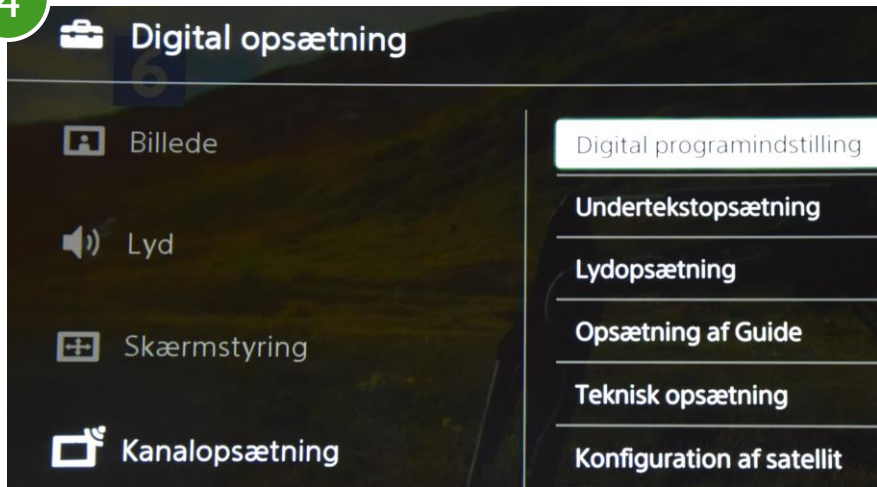 4
Digital opsætning
6
Billede
Lyd
Skærmstyring
Kanalopsætning
Digital programindstilling
Undertekstopsætning
Lydopsætning
Opsætning af Guide
Teknisk opsætning
Konfiguration af satellit